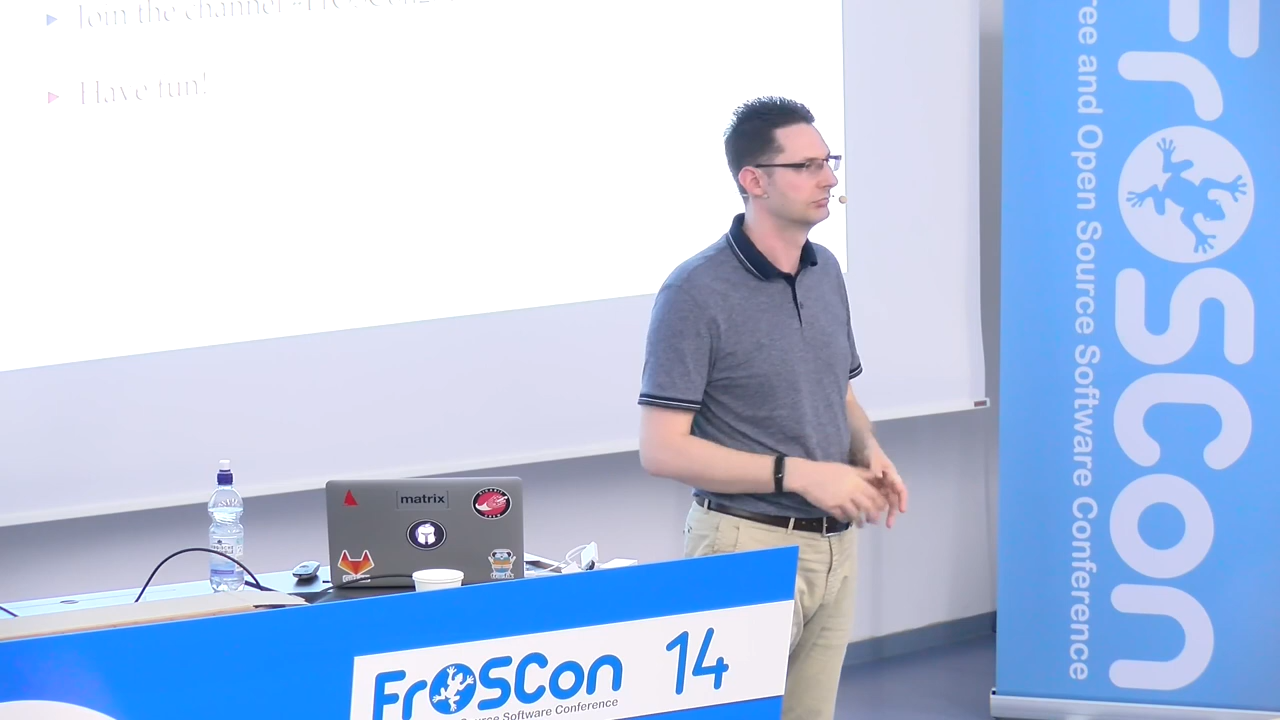 Join the channel
Have fun!
FrOSCon
ree and Open Source Software Conference
matrix
FrOSCon 14
Source Software Conference